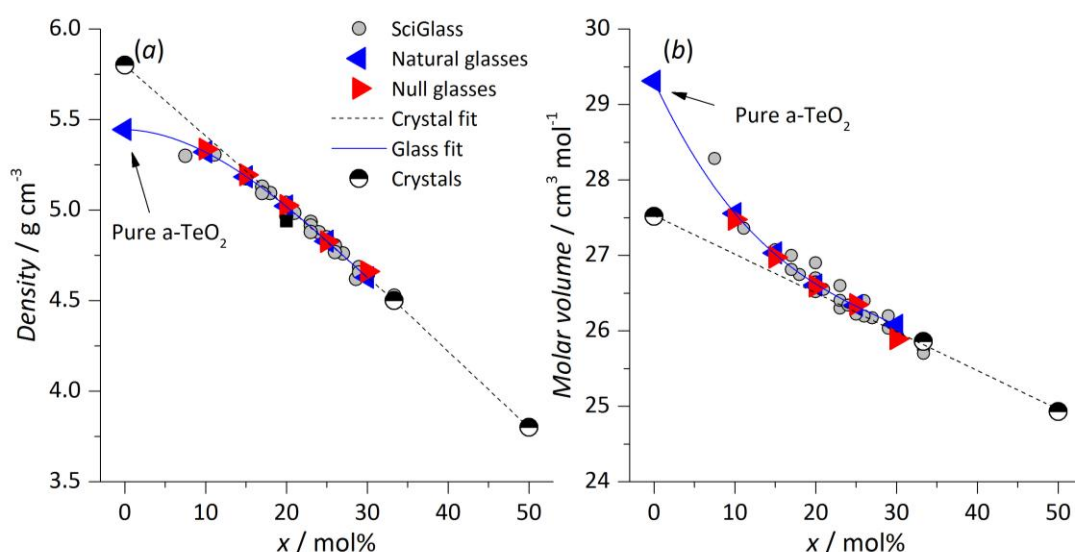 (a)
SciGlass
Natural glasses
Null glasses
Crystal fit
Glass fit
Crystals
Pure a-TeO₂
6.0
5.5
5.0
4.5
4.0
3.5
Density / g cm⁻³
0 10 20 30 40 50
x / mol%
(b)
Pure a-TeO₂
30
29
28
27
26
25
24
Molar volume / cm³ mol⁻¹
0 10 20 30 40 50
x / mol%